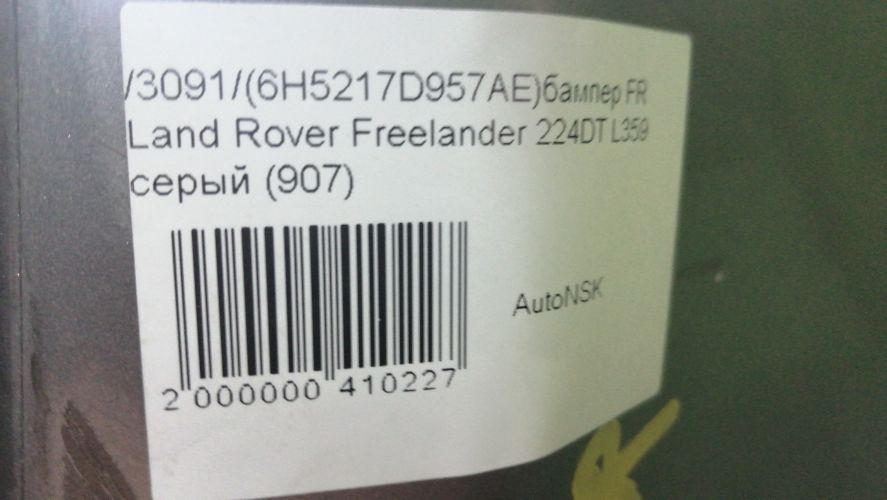 /3091/(6H5217D957AE)бампер FR
Land Rover Freelander 224DT L359
серый (907)
AutoNSK
2 000000 410227